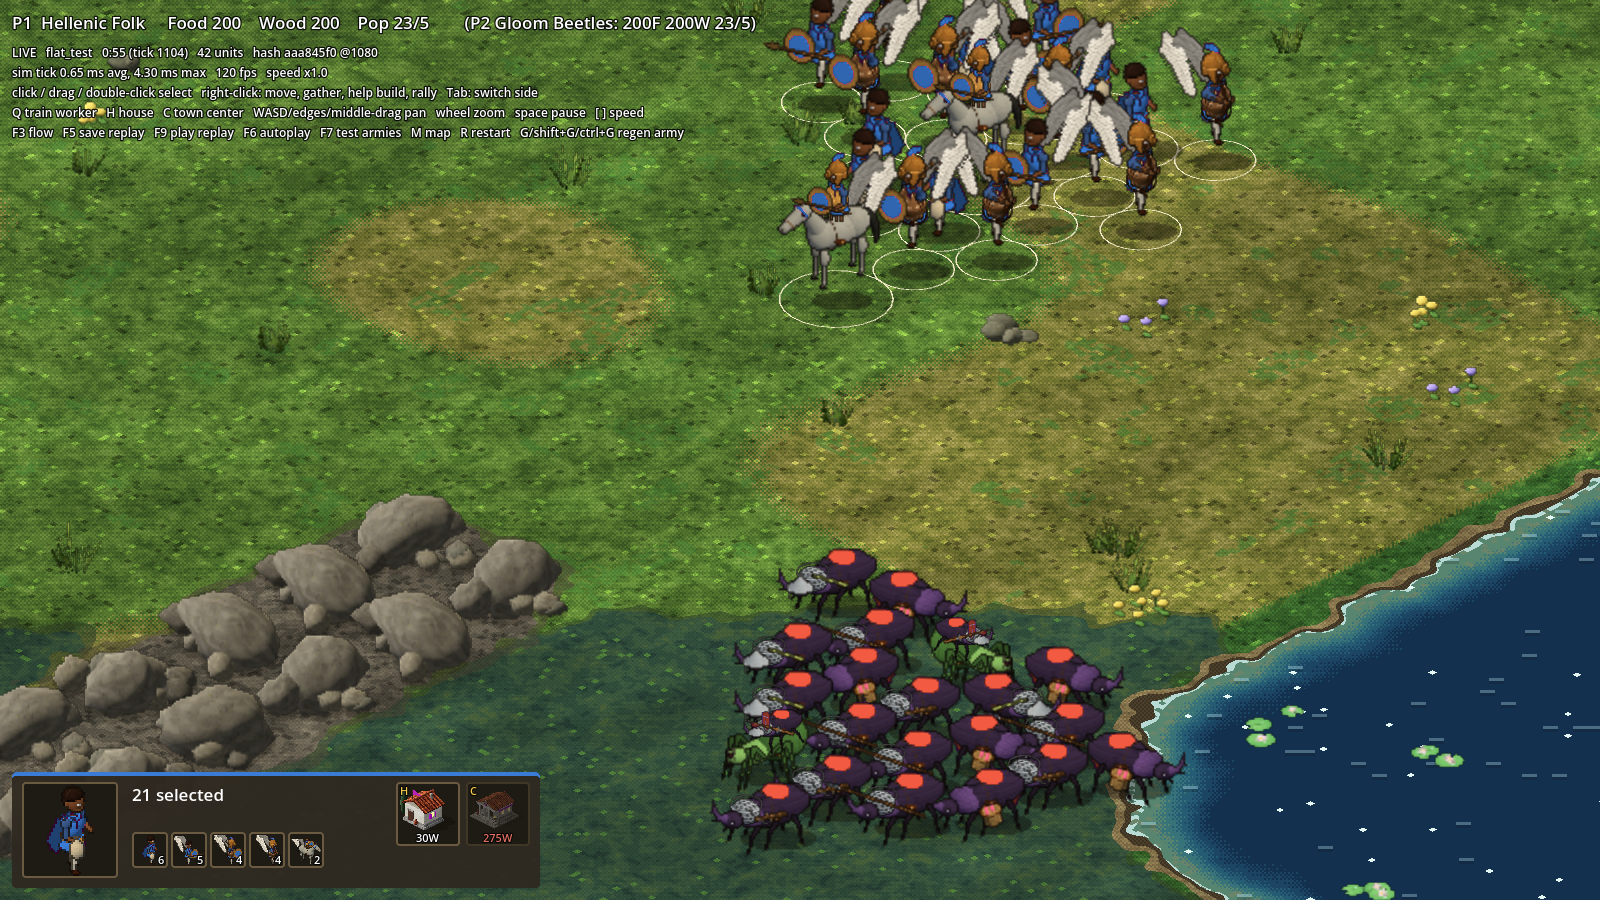 P1 Hellenic Folk Food 200 Wood 200 Pop 23/5 (P2 Gloom Beetles: 200F 200W 23/5)
LIVE flat_test 0:55 (tick 1104) 42 units hash aaa845f0 @1080
sim tick 0.65 ms avg, 4.30 ms max 120 fps speed x1.0
click / drag / double-click select right-click: move, gather, help build, rally Tab: switch side
Q train worker H house C town center WASD/edges/middle-drag pan wheel zoom space pause [ ] speed
F3 flow F5 save replay F9 play replay F6 autoplay F7 test armies M map R restart G/shift+G/ctrl+G regen army
21 selected
H C
30W 275W
6 5 4 4 2